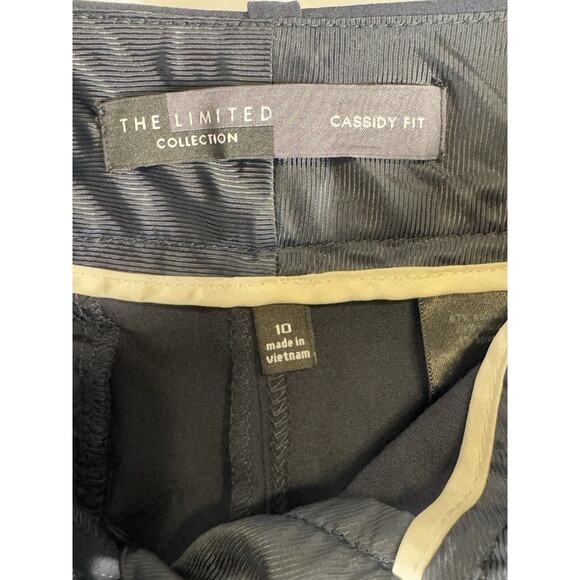 THE LIMITED
COLLECTION
CASSIDY FIT
10
made in
vietnam